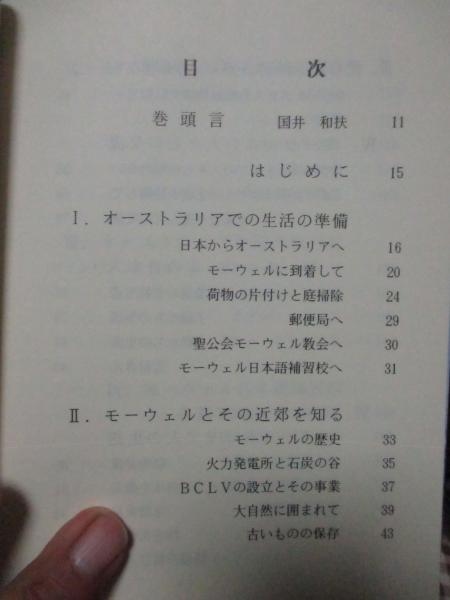 目 次
巻頭言 国井 和扶 11
はじめに 15
Ⅰ. オーストラリアでの生活の準備
日本からオーストラリアへ 16
モーウェルに到着して 20
荷物の片付けと庭掃除 24
郵便局へ 29
聖公会モーウェル教会へ 30
モーウェル日本語補習校へ 31
Ⅱ. モーウェルとその近郊を知る
モーウェルの歴史 33
火力発電所と石炭の谷 35
BCLVの設立とその事業 37
大自然に囲まれて 39
古いものの保存 43